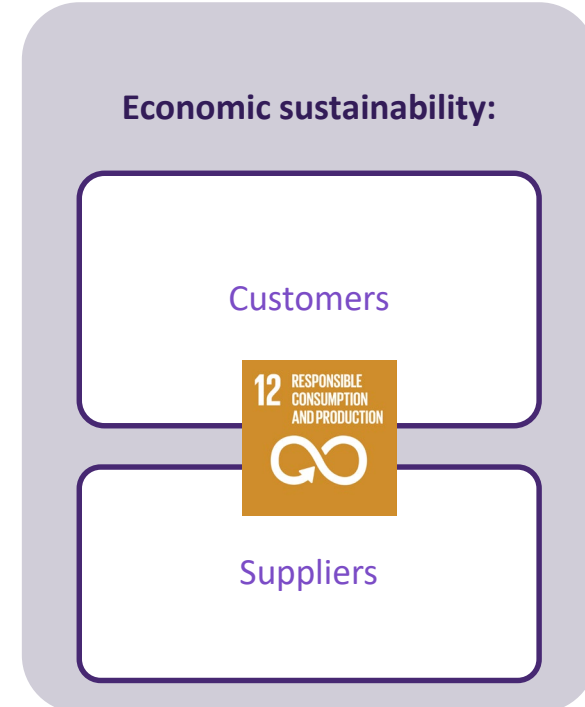 Economic sustainability:
Customers
12 RESPONSIBLE
CONSUMPTION
AND PRODUCTION
Suppliers